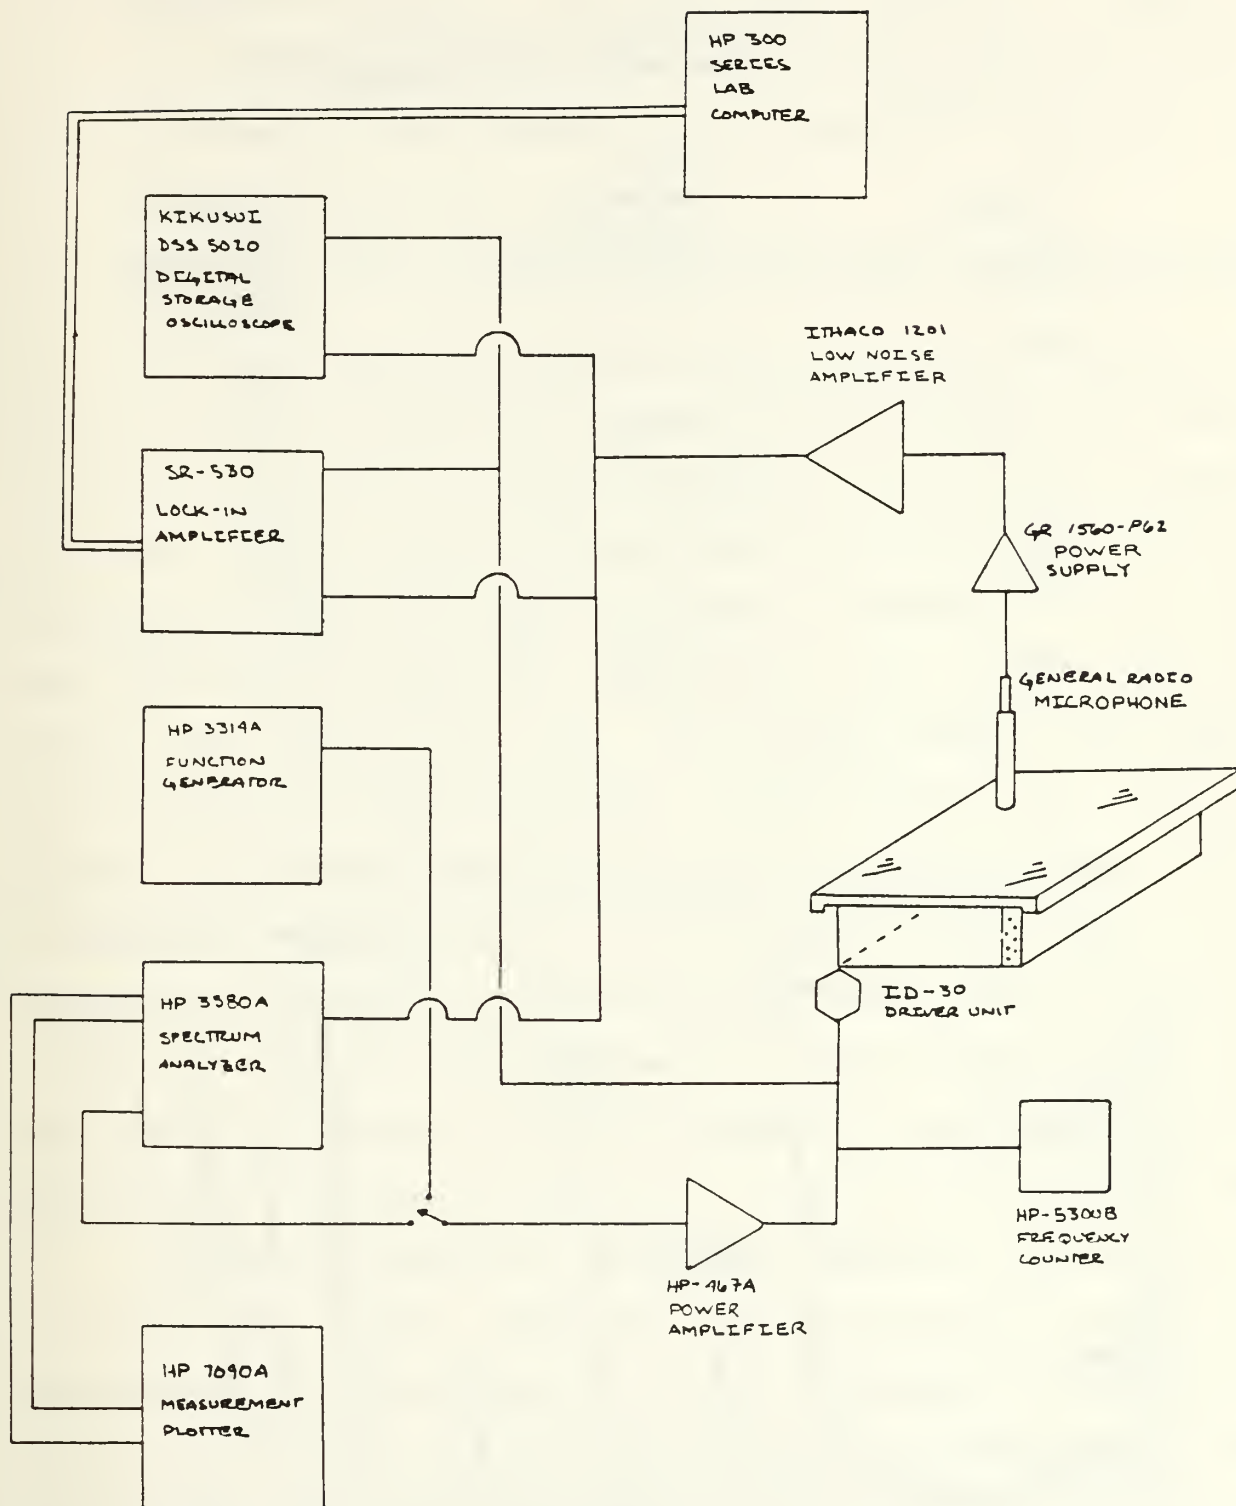 HP 300
SERIES
LAB
COMPUTER
KIKUSUI
DSS 5020
DIGITAL
STORAGE
OSCILLOSCOPE
ITHACO 1201
LOW NOISE
AMPLIFIER
SR-530
LOCK-IN
AMPLIFIER
GR 1560-P62
POWER
SUPPLY
GENERAL RADIO
MICROPHONE
HP 3314A
FUNCTION
GENERATOR
ID-30
DRIVER UNIT
HP 3580A
SPECTRUM
ANALYZER
HP-5300B
FREQUENCY
COUNTER
HP-467A
POWER
AMPLIFIER
HP 7090A
MEASUREMENT
PLOTTER